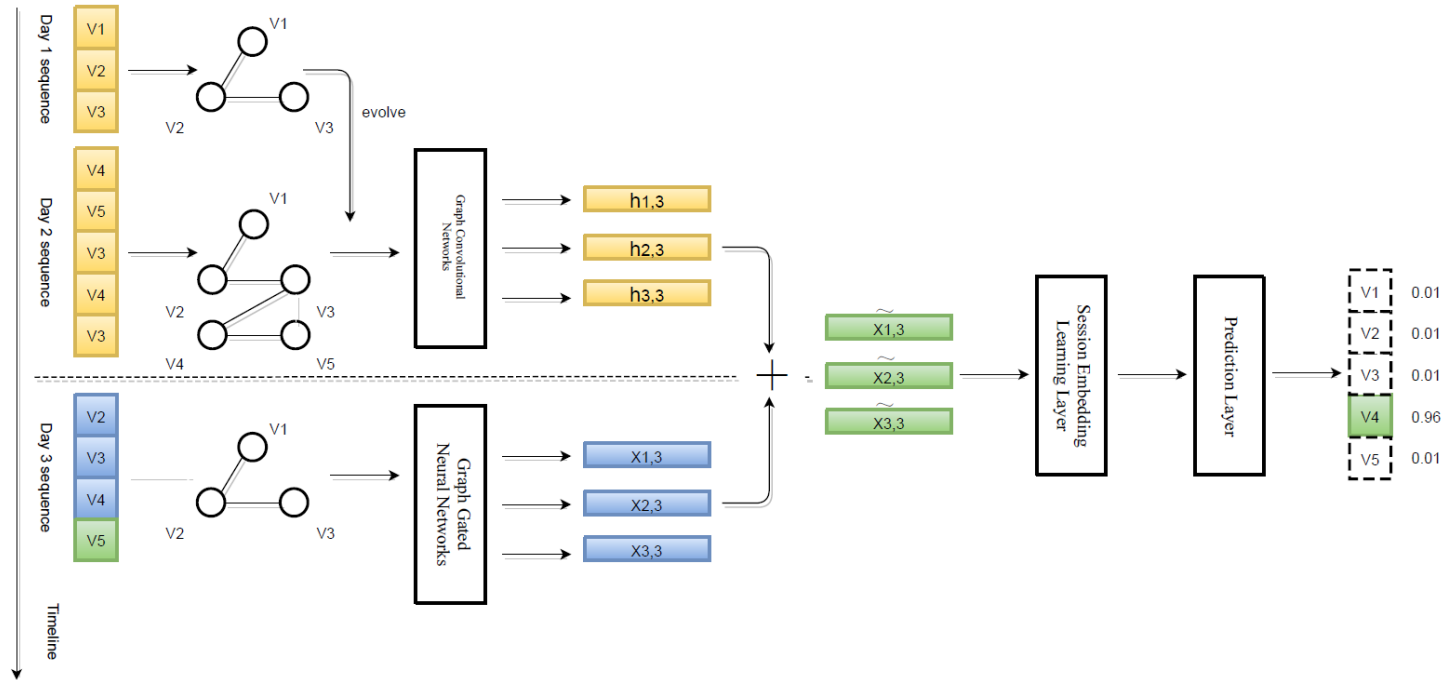 Day 1 sequence
V1
V2
V3
V1
V2
V3
evolve
Day 2 sequence
V4
V5
V3
V4
V3
V1
V2
V3
V4
V5
Graph Convolutional
Networks
h1,3
h2,3
h3,3
Day 3 sequence
V2
V3
V4
V5
V1
V2
V3
Graph Gated
Neural Networks
X1,3
X2,3
X3,3
+
~
X1,3
~
X2,3
~
X3,3
Session Embedding
Learning Layer
Prediction Layer
V1 0.01
V2 0.01
V3 0.01
V4 0.96
V5 0.01
Timeline